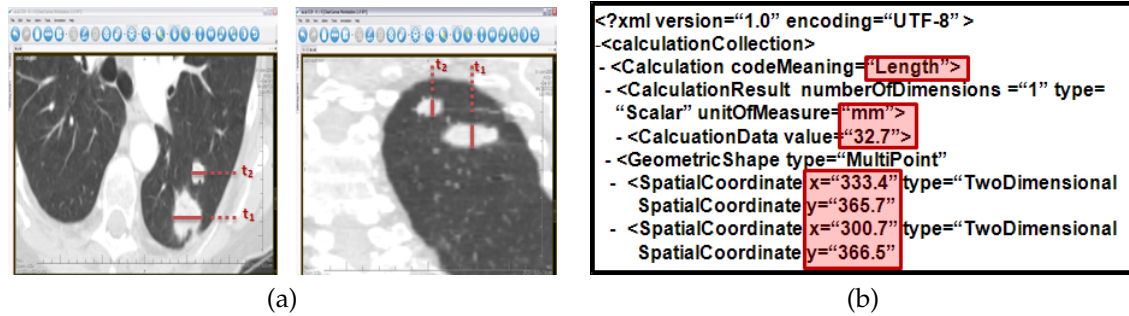 t₂
t₁
t₂
t₁
<?xml version=“1.0” encoding=“UTF-8” >
-<calculationCollection>
- <Calculation codeMeaning=“Length”>
- <CalculationResult numberOfDimensions =“1” type=
“Scalar” unitOfMeasure=“mm”>
- <CalcuationData value=“32.7”>
- <GeometricShape type=“MultiPoint”
- <SpatialCoordinate x=“333.4” type=“TwoDimensional
SpatialCoordinate y=“365.7”
- <SpatialCoordinate x=“300.7” type=“TwoDimensional
SpatialCoordinate y=“366.5”
(a)
(b)